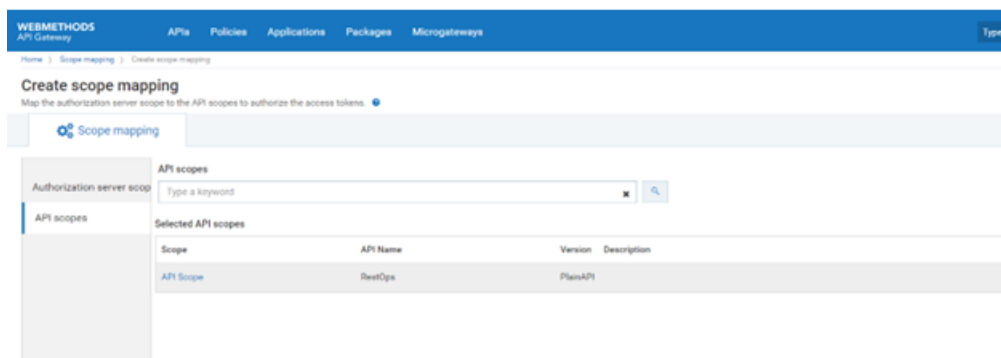 WEBMETHODS
API Gateway
APIs Policies Applications Packages Microgateways
Type
Home > Scope mapping > Create scope mapping
Create scope mapping
Map the authorization server scope to the API scopes to authorize the access tokens.
Scope mapping
Authorization server scop
API scopes
API scopes
Type a keyword
Selected API scopes
Scope API Name Version Description
API Scope RestOps PlainAPI